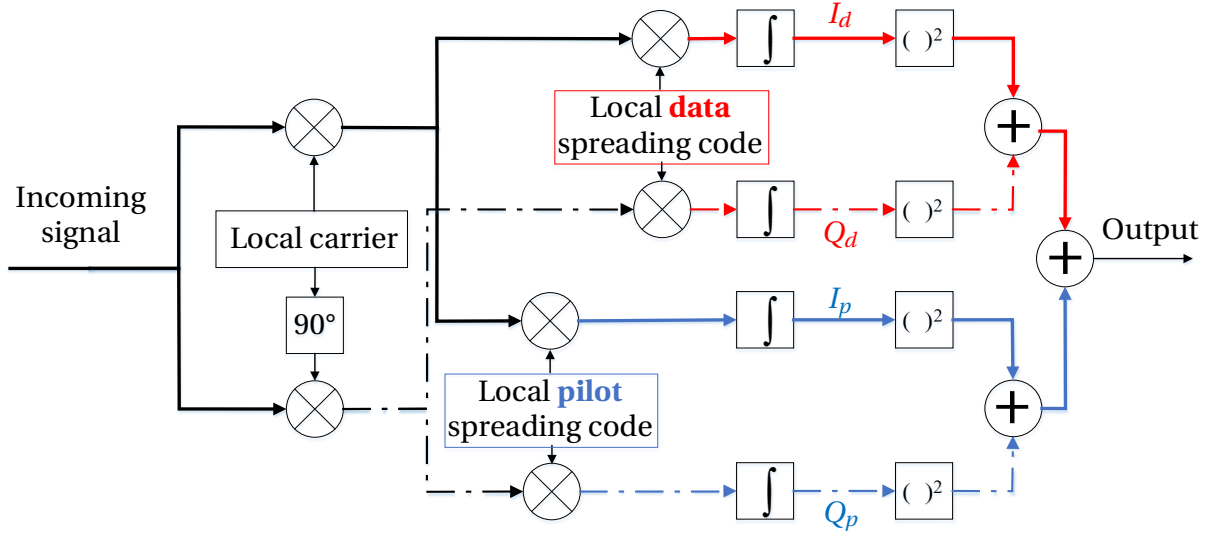 I_d
∫
( )²
Local data
spreading code
+
Incoming
signal
Local carrier
∫
( )²
Q_d
+
Output
90°
I_p
∫
( )²
Local pilot
spreading code
+
∫
( )²
Q_p